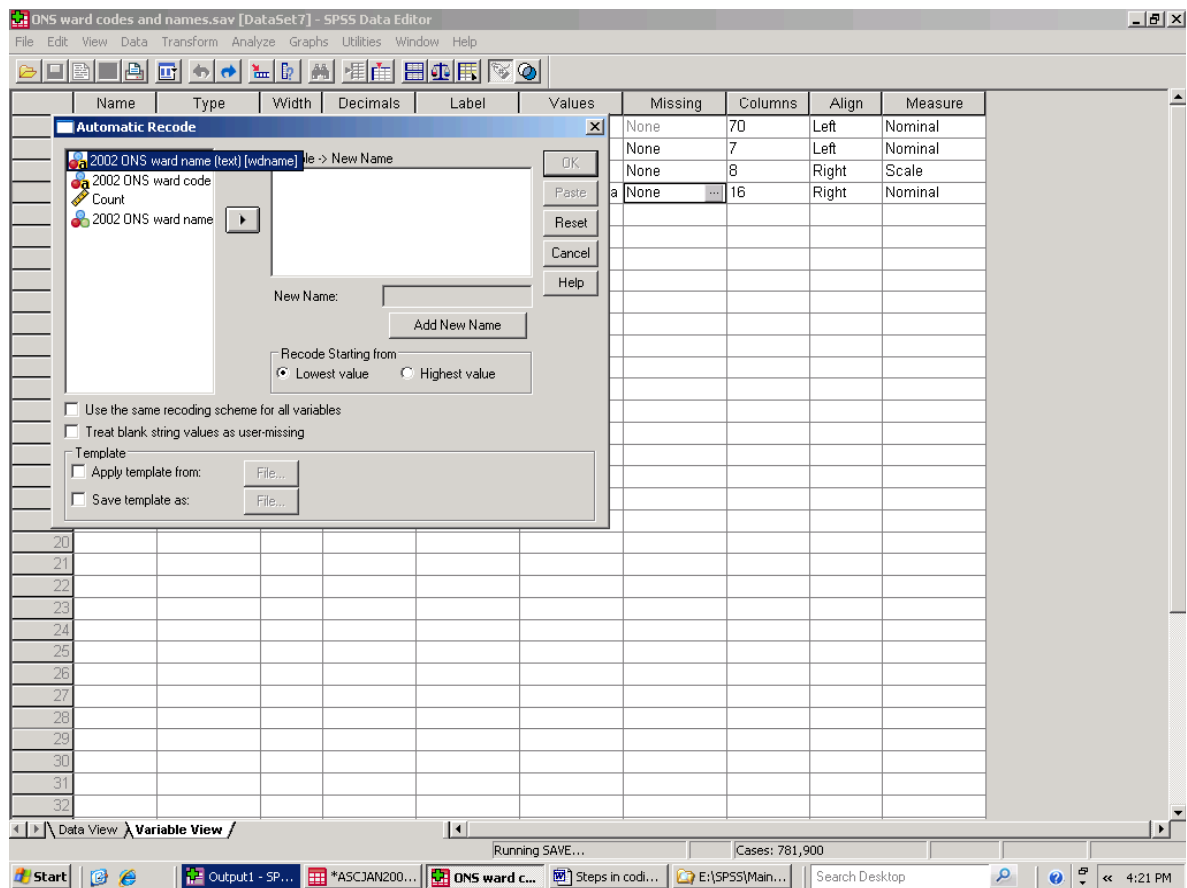 ONS ward codes and names.sav [DataSet7] - SPSS Data Editor
File Edit View Data Transform Analyze Graphs Utilities Window Help
Name Type Width Decimals Label Values Missing Columns Align Measure
None 70 Left Nominal
None 7 Left Nominal
None 8 Right Scale
a None ... 16 Right Nominal
Automatic Recode
2002 ONS ward name (text) [wdname]
2002 ONS ward code
Count
2002 ONS ward name
le -> New Name
OK
Paste
Reset
Cancel
Help
New Name:
Add New Name
Recode Starting from
Lowest value Highest value
Use the same recoding scheme for all variables
Treat blank string values as user-missing
Template
Apply template from: File...
Save template as: File...
20
21
22
23
24
25
26
27
28
29
30
31
32
Data View Variable View
Running SAVE... Cases: 781,900
Start Output1 - SP... *ASCJAN200... ONS ward c... Steps in codi... E:\SPSS\Main... Search Desktop « 4:21 PM